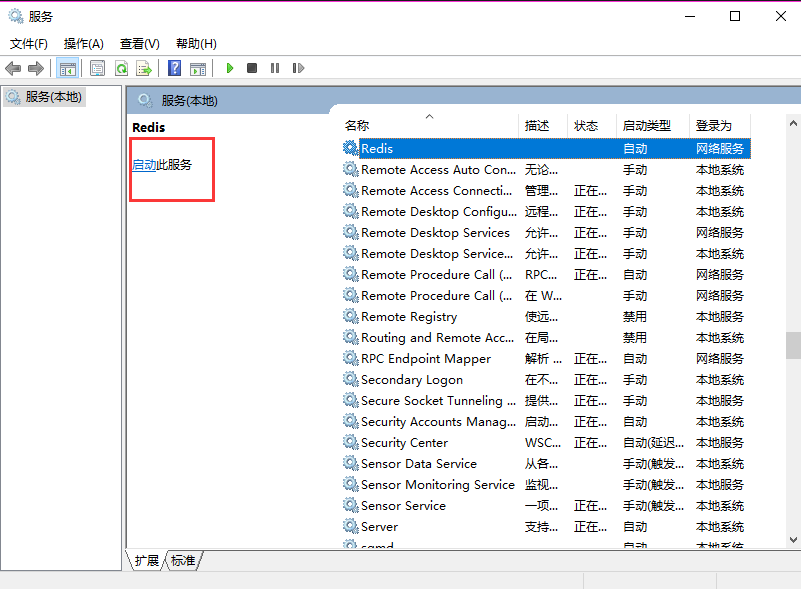 服务
文件(F) 操作(A) 查看(V) 帮助(H)
服务(本地)
服务(本地)
Redis
启动此服务
名称 描述 状态 启动类型 登录为
Redis 自动 网络服务
Remote Access Auto Con... 无论... 手动 本地系统
Remote Access Connecti... 管理... 正在... 手动 本地系统
Remote Desktop Configu... 远程... 正在... 手动 本地系统
Remote Desktop Services 允许... 正在... 手动 网络服务
Remote Desktop Service... 允许... 正在... 手动 本地系统
Remote Procedure Call (... RPC... 正在... 自动 网络服务
Remote Procedure Call (... 在 W... 手动 网络服务
Remote Registry 使远... 禁用 本地服务
Routing and Remote Acc... 在局... 禁用 本地系统
RPC Endpoint Mapper 解析 ... 正在... 自动 网络服务
Secondary Logon 在不... 正在... 手动 本地系统
Secure Socket Tunneling ... 提供... 正在... 手动 本地服务
Security Accounts Manag... 启动... 正在... 自动 本地系统
Security Center WSC... 正在... 自动(延迟... 本地服务
Sensor Data Service 从各... 手动(触发... 本地系统
Sensor Monitoring Service 监视... 手动(触发... 本地服务
Sensor Service 一项... 正在... 手动(触发... 本地系统
Server 支持... 正在... 自动 本地系统
sqmd 自动 本地系统
扩展 标准